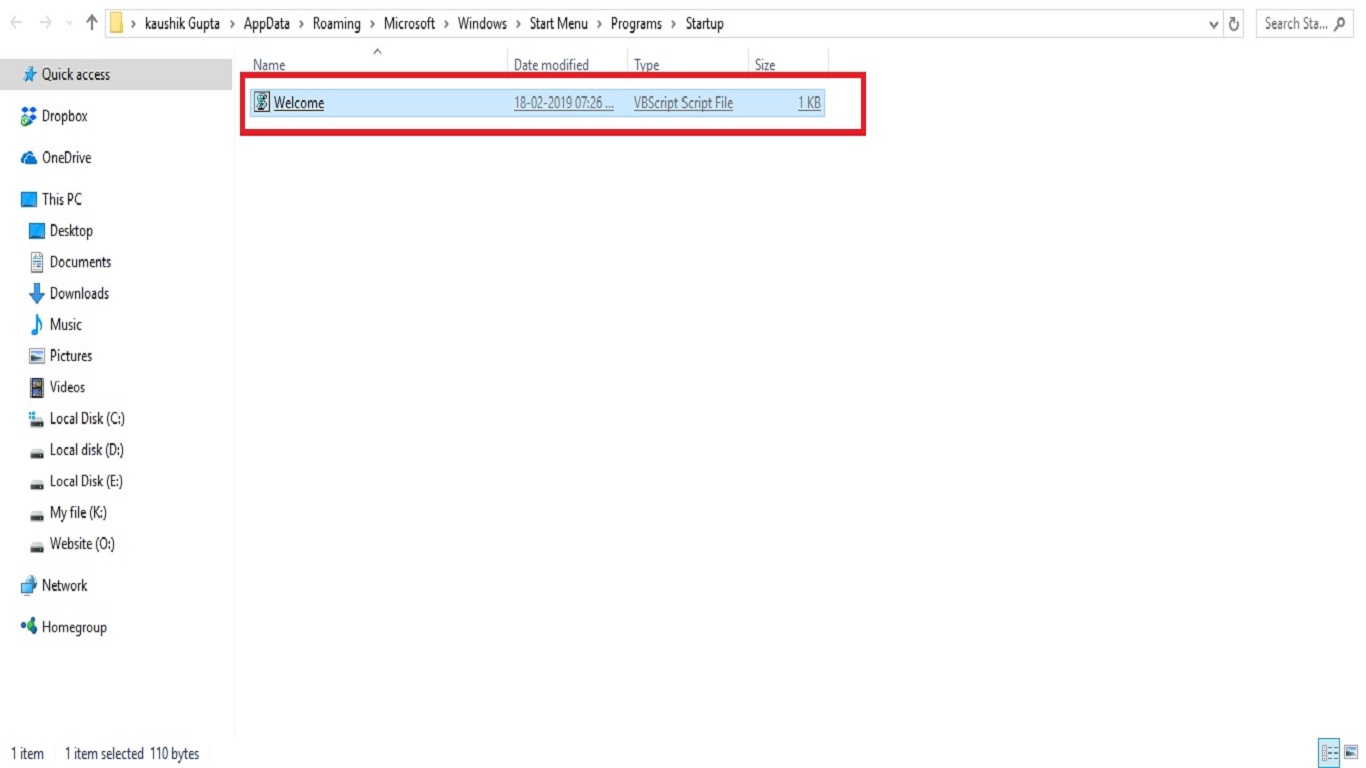 kaushik Gupta > AppData > Roaming > Microsoft > Windows > Start Menu > Programs > Startup
Search Sta...
Name Date modified Type Size
Welcome 18-02-2019 07:26 ... VBScript Script File 1 KB
Quick access
Dropbox
OneDrive
This PC
Desktop
Documents
Downloads
Music
Pictures
Videos
Local Disk (C:)
Local disk (D:)
Local Disk (E:)
My file (K:)
Website (O:)
Network
Homegroup
1 item 1 item selected 110 bytes